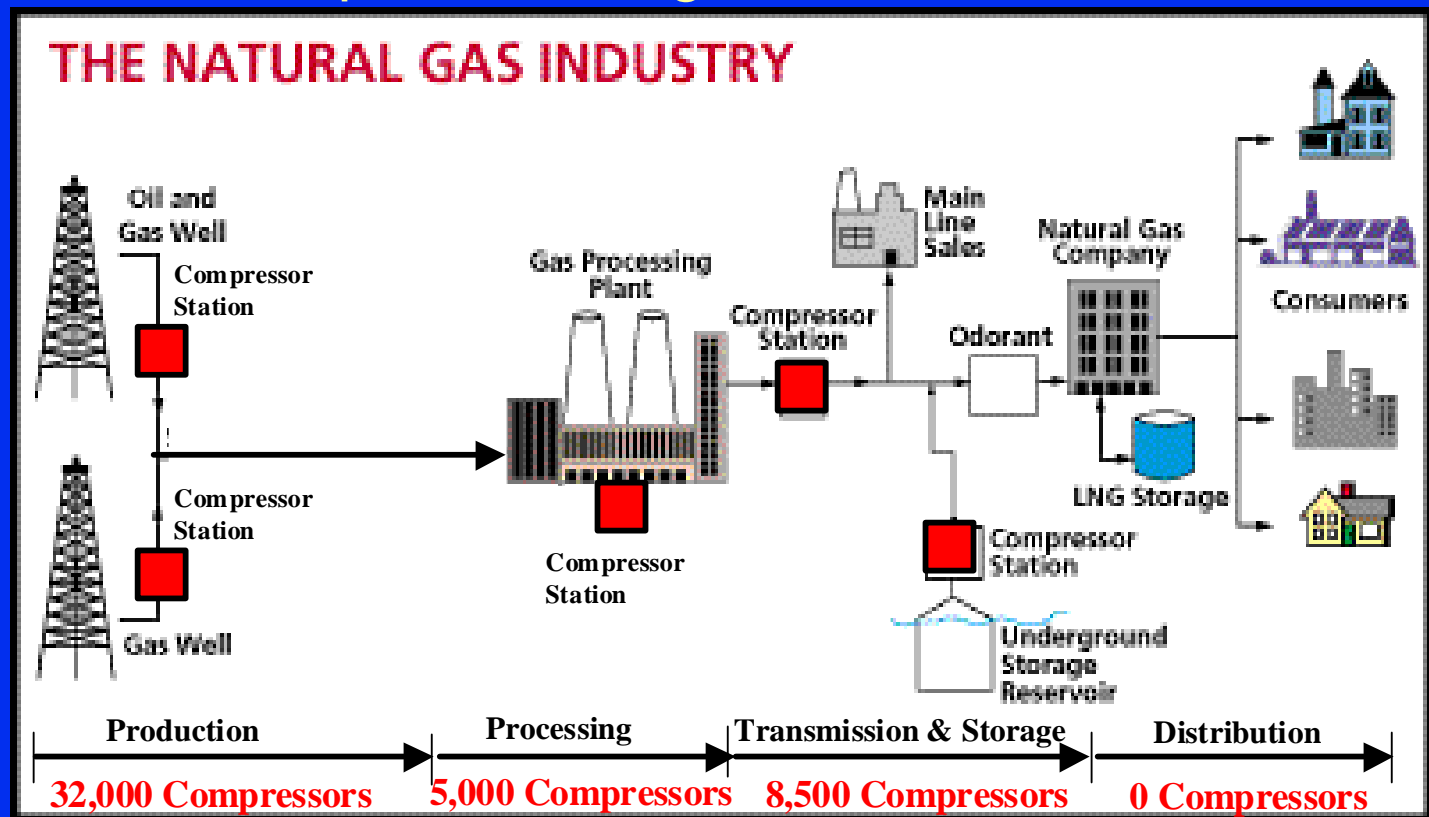 THE NATURAL GAS INDUSTRY
Oil and
Gas Well
Compressor
Station
Compressor
Station
Gas Well
Gas Processing
Plant
Compressor
Station
Compressor
Station
Main
Line
Sales
Odorant
Natural Gas
Company
LNG Storage
Consumers
Compressor
Station
Underground
Storage
Reservoir
Production
Processing
Transmission & Storage
Distribution
32,000 Compressors
5,000 Compressors
8,500 Compressors
0 Compressors